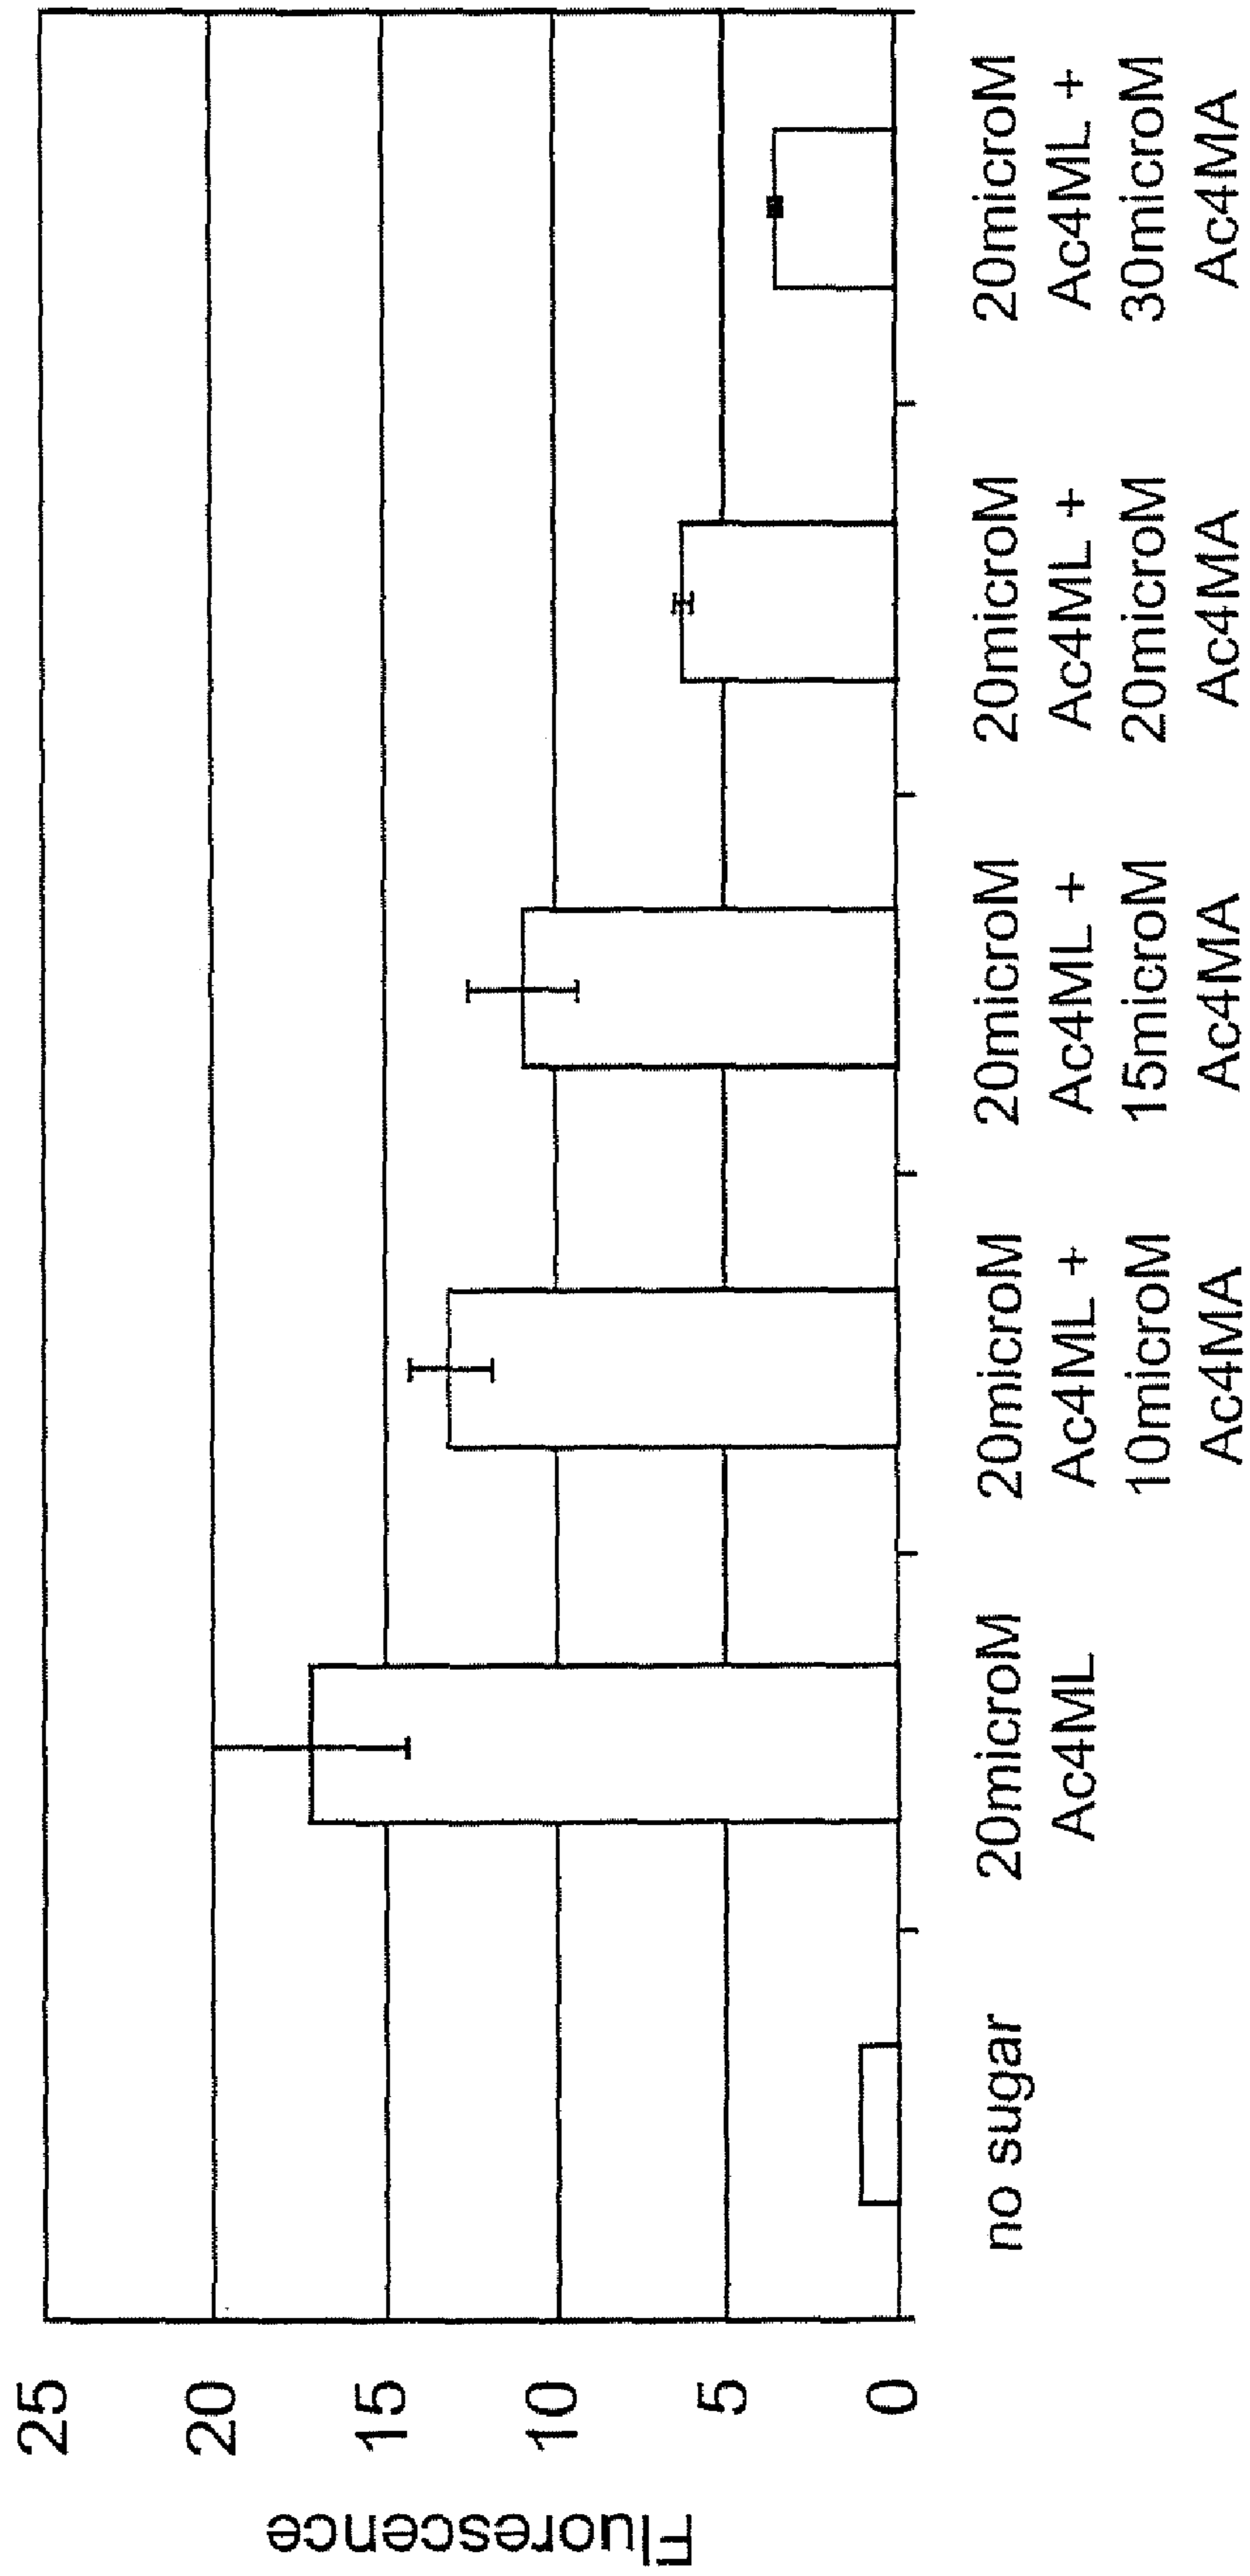 Fluorescence
25
20
15
10
5
0
no sugar
20microM
Ac4ML
20microM
Ac4ML +
10microM
Ac4MA
20microM
Ac4ML +
15microM
Ac4MA
20microM
Ac4ML +
20microM
Ac4MA
20microM
Ac4ML +
30microM
Ac4MA